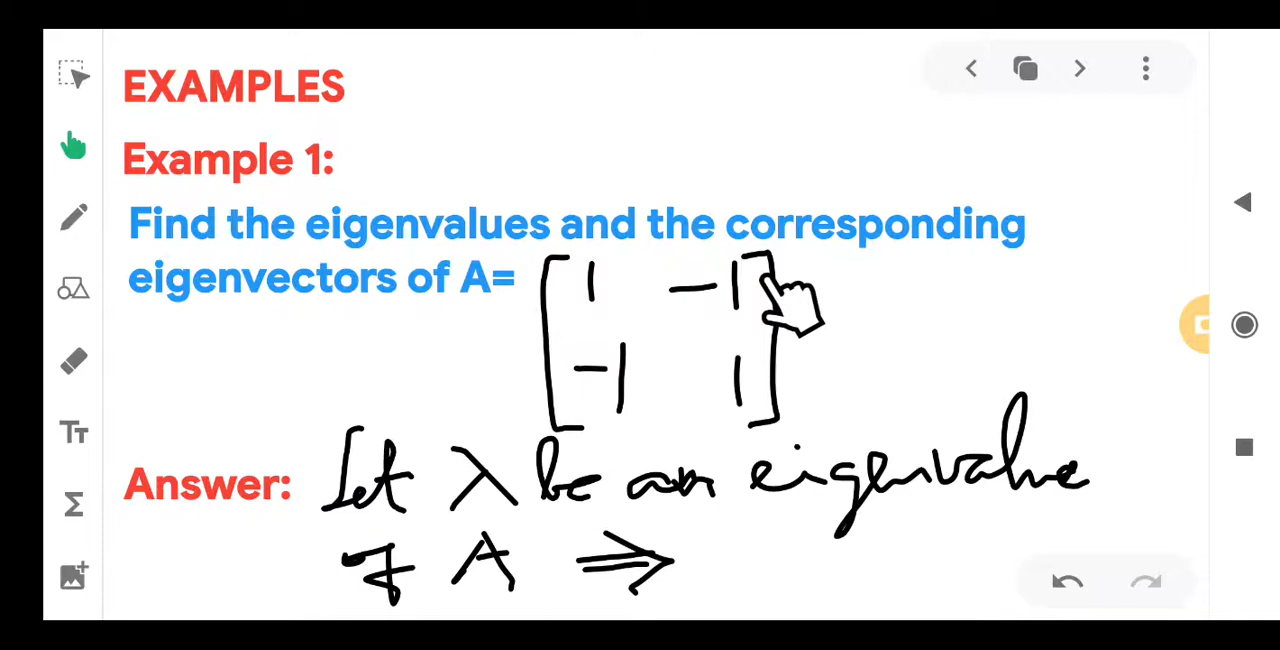 EXAMPLES
Example 1:
Find the eigenvalues and the corresponding
eigenvectors of A= [1 -1
-1 1]
Answer: Let λ be an eigenvalue
of A ⇒
Tт
Σ